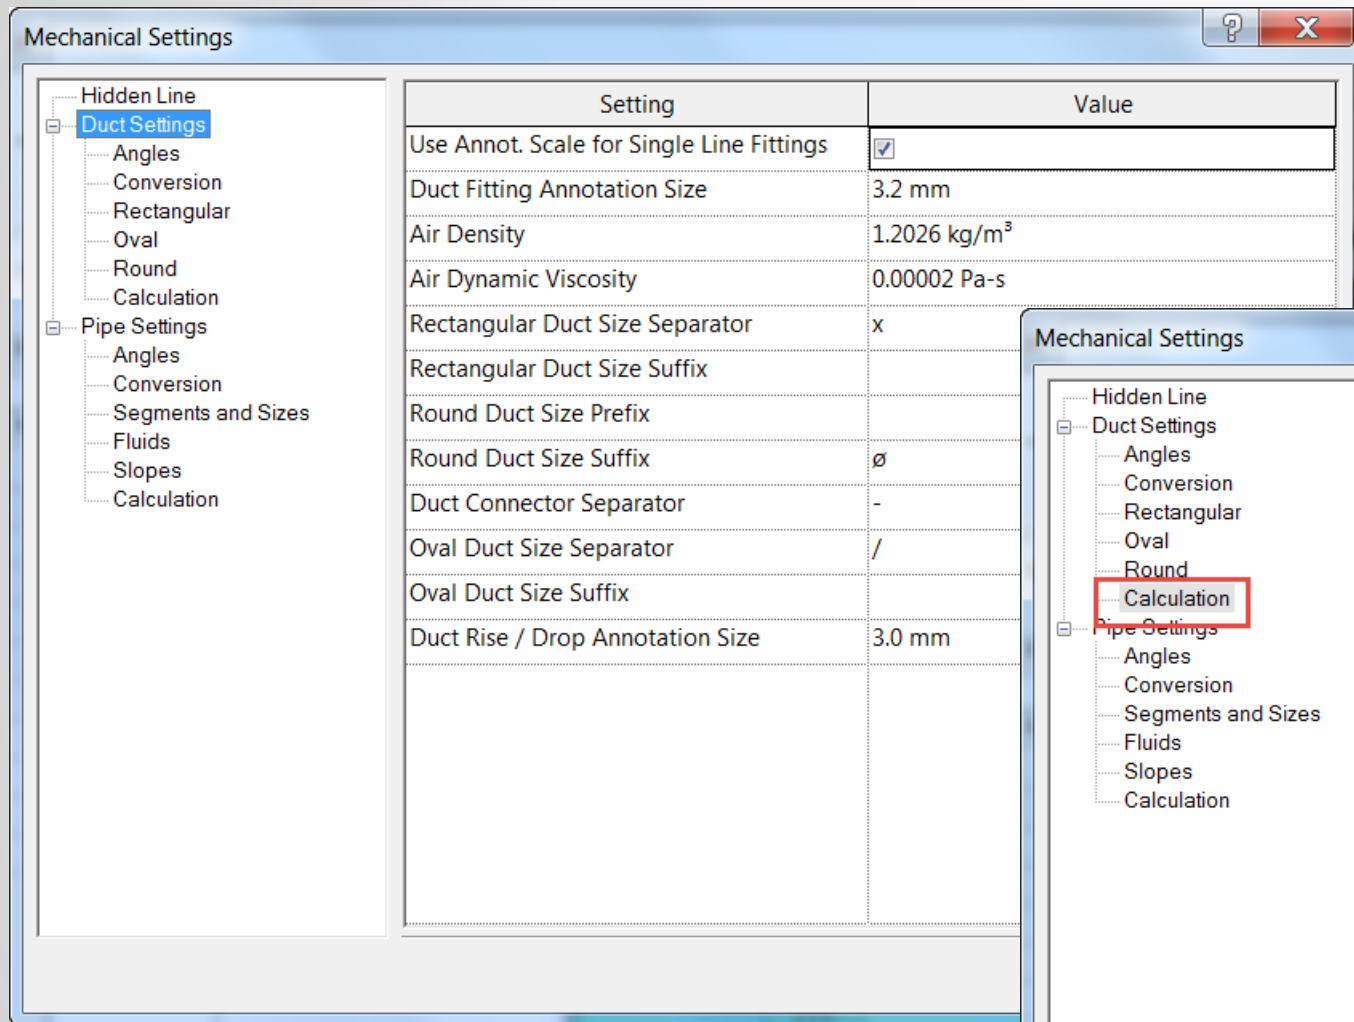 Mechanical Settings
Hidden Line
Duct Settings
Angles
Conversion
Rectangular
Oval
Round
Calculation
Pipe Settings
Angles
Conversion
Segments and Sizes
Fluids
Slopes
Calculation
Setting Value
Use Annot. Scale for Single Line Fittings
Duct Fitting Annotation Size 3.2 mm
Air Density 1.2026 kg/m³
Air Dynamic Viscosity 0.00002 Pa-s
Rectangular Duct Size Separator x
Rectangular Duct Size Suffix
Round Duct Size Prefix
Round Duct Size Suffix ø
Duct Connector Separator -
Oval Duct Size Separator /
Oval Duct Size Suffix
Duct Rise / Drop Annotation Size 3.0 mm
Mechanical Settings
Hidden Line
Duct Settings
Angles
Conversion
Rectangular
Oval
Round
Calculation
Pipe Settings
Angles
Conversion
Segments and Sizes
Fluids
Slopes
Calculation